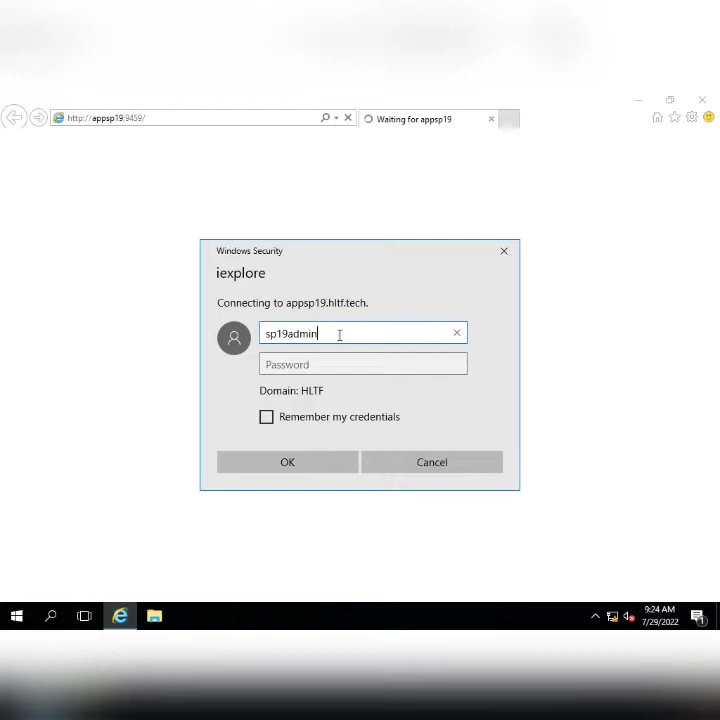 http://appsp19:9459/
Waiting for appsp19
Windows Security
iexplore
Connecting to appsp19.hltf.tech.
sp19admin
Password
Domain: HLTF
Remember my credentials
OK
Cancel
9:24 AM
7/29/2022
1